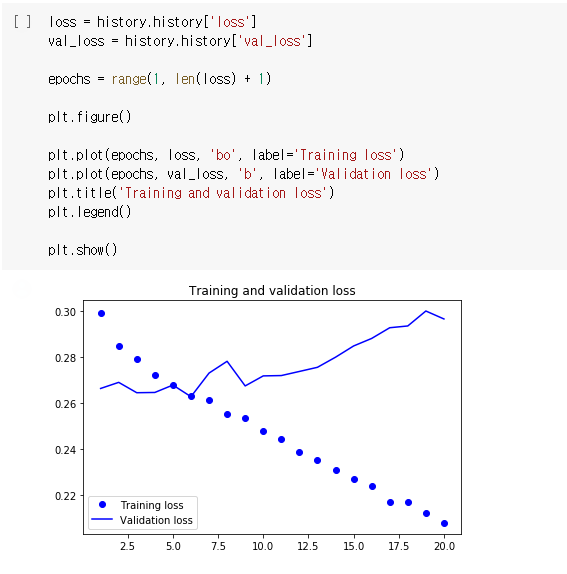 [ ] loss = history.history['loss']
val_loss = history.history['val_loss']
epochs = range(1, len(loss) + 1)
plt.figure()
plt.plot(epochs, loss, 'bo', label='Training loss')
plt.plot(epochs, val_loss, 'b', label='Validation loss')
plt.title('Training and validation loss')
plt.legend()
plt.show()
Training and validation loss
0.30
0.28
0.26
0.24
0.22
Training loss
Validation loss
2.5 5.0 7.5 10.0 12.5 15.0 17.5 20.0